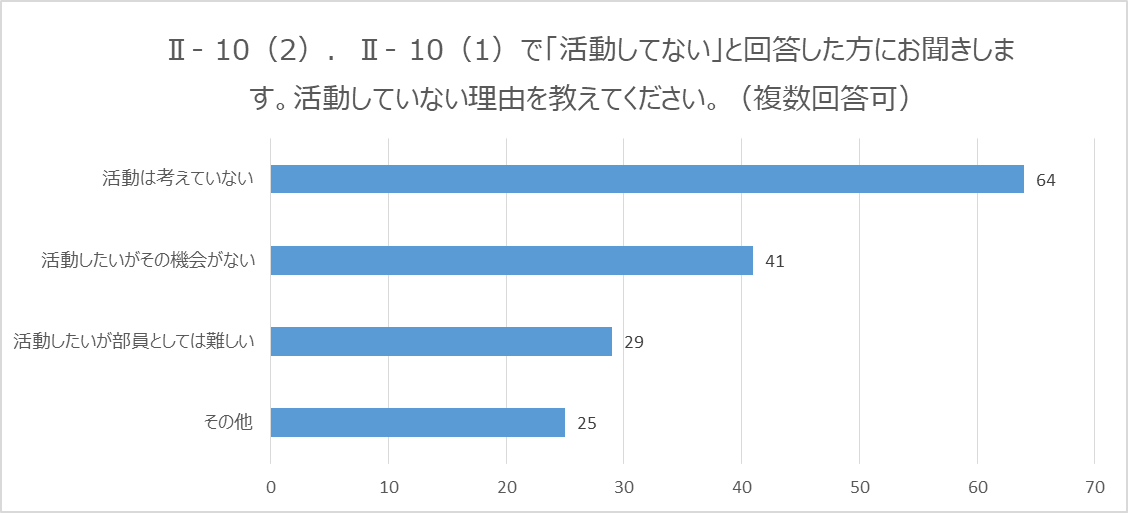 Ⅱ- 10（2）. Ⅱ- 10（1）で「活動してない」と回答した方にお聞きしま
す。活動していない理由を教えてください。（複数回答可）
活動は考えていない 64
活動したいがその機会がない 41
活動したいが部員としては難しい 29
その他 25
0 10 20 30 40 50 60 70